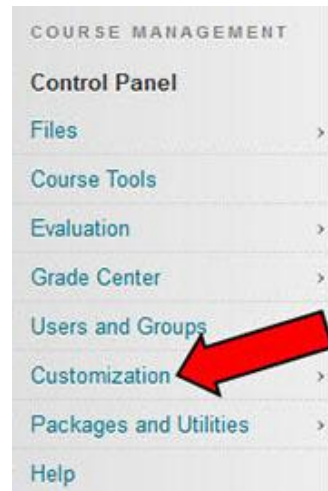 COURSE MANAGEMENT
Control Panel
Files
Course Tools
Evaluation
Grade Center
Users and Groups
Customization
Packages and Utilities
Help